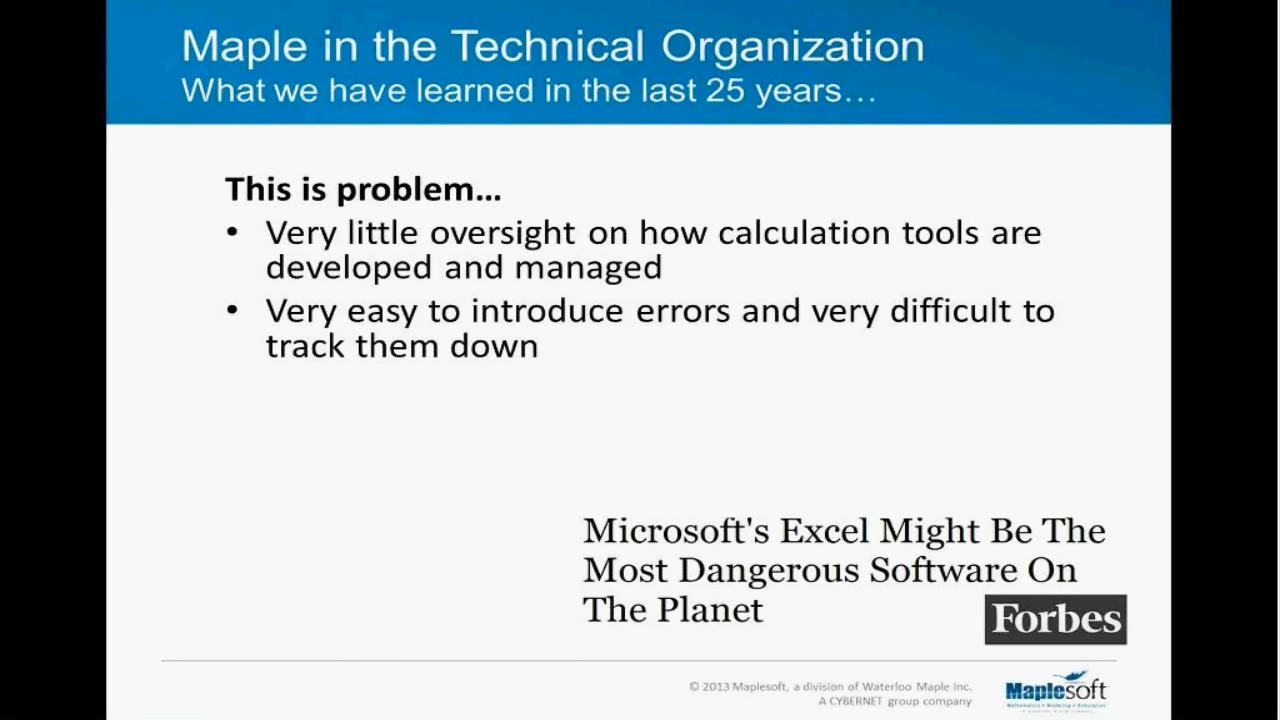 Maple in the Technical Organization
What we have learned in the last 25 years…
This is problem…
• Very little oversight on how calculation tools are
developed and managed
• Very easy to introduce errors and very difficult to
track them down
Microsoft's Excel Might Be The
Most Dangerous Software On
The Planet
Forbes
© 2013 Maplesoft, a division of Waterloo Maple Inc.
A CYBERNET group company
Maplesoft